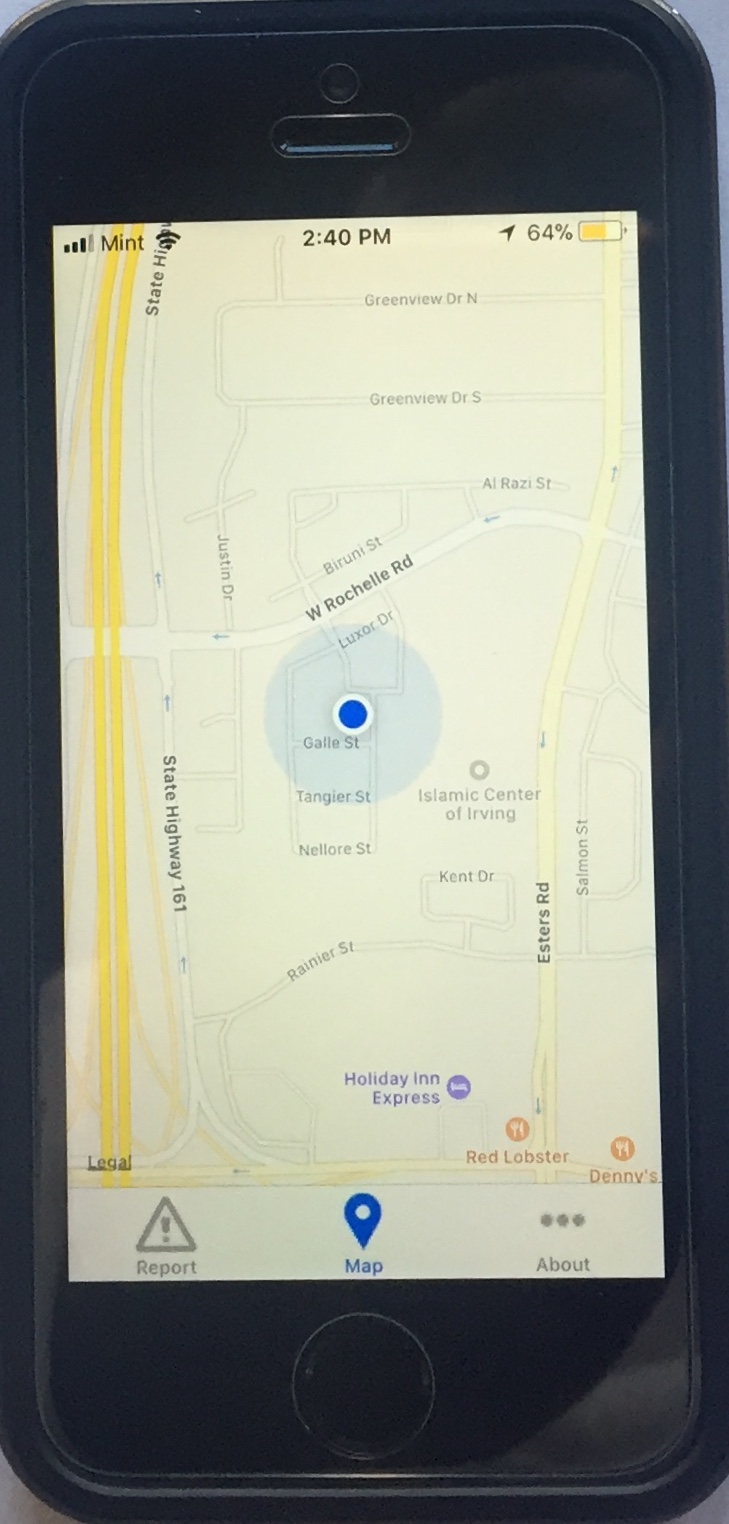 Mint
2:40 PM
64%
State Hig
Greenview Dr N
Greenview Dr S
Al Razi St
Justin Dr
Biruni St
W Rochelle Rd
Luxor Dr
Galle St
Tangier St
Islamic Center
of Irving
Nellore St
State Highway 161
Salmon St
Kent Dr
Esters Rd
Rainier St
Holiday Inn
Express
Red Lobster
Denny's
Legal
Report
Map
About